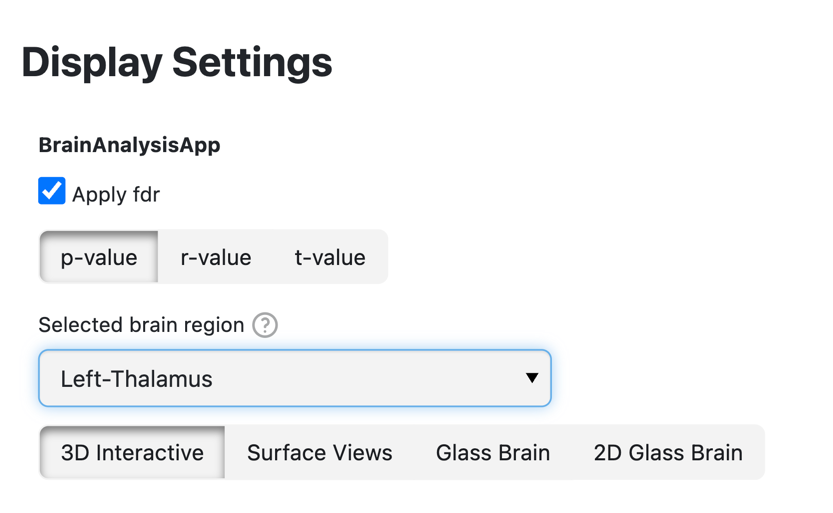 Display Settings
BrainAnalysisApp
Apply fdr
p-value r-value t-value
Selected brain region ?
Left-Thalamus
3D Interactive Surface Views Glass Brain 2D Glass Brain